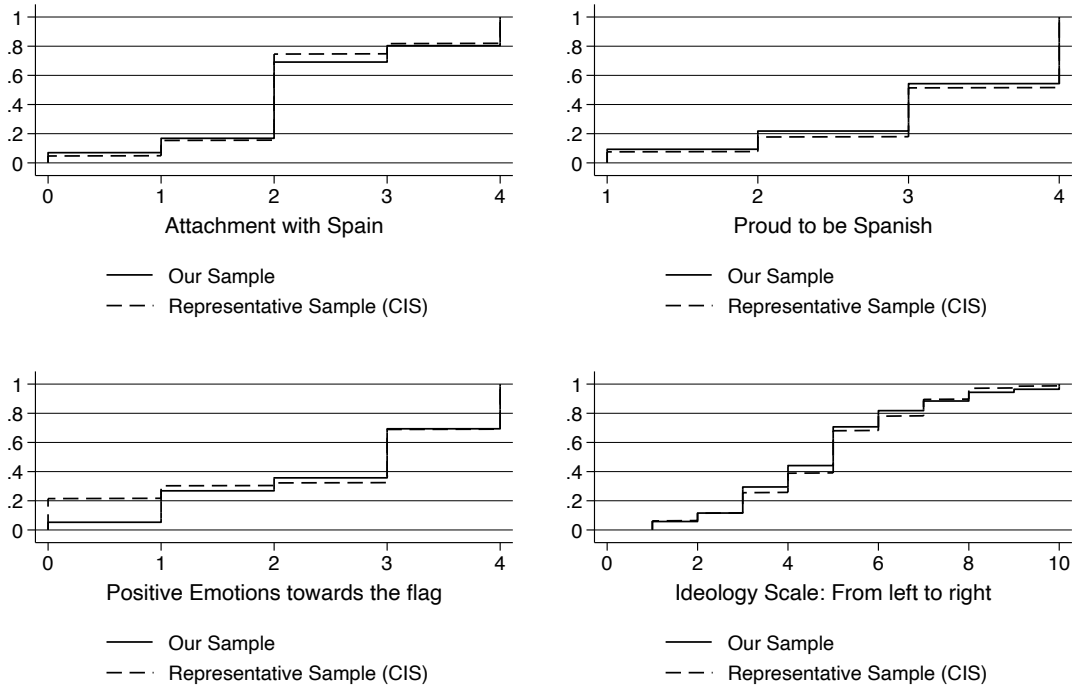 1
.8
.6
.4
.2
0
0 1 2 3 4
Attachment with Spain
Our Sample
Representative Sample (CIS)
1
.8
.6
.4
.2
0
1 2 3 4
Proud to be Spanish
Our Sample
Representative Sample (CIS)
1
.8
.6
.4
.2
0
0 1 2 3 4
Positive Emotions towards the flag
Our Sample
Representative Sample (CIS)
1
.8
.6
.4
.2
0
0 2 4 6 8 10
Ideology Scale: From left to right
Our Sample
Representative Sample (CIS)